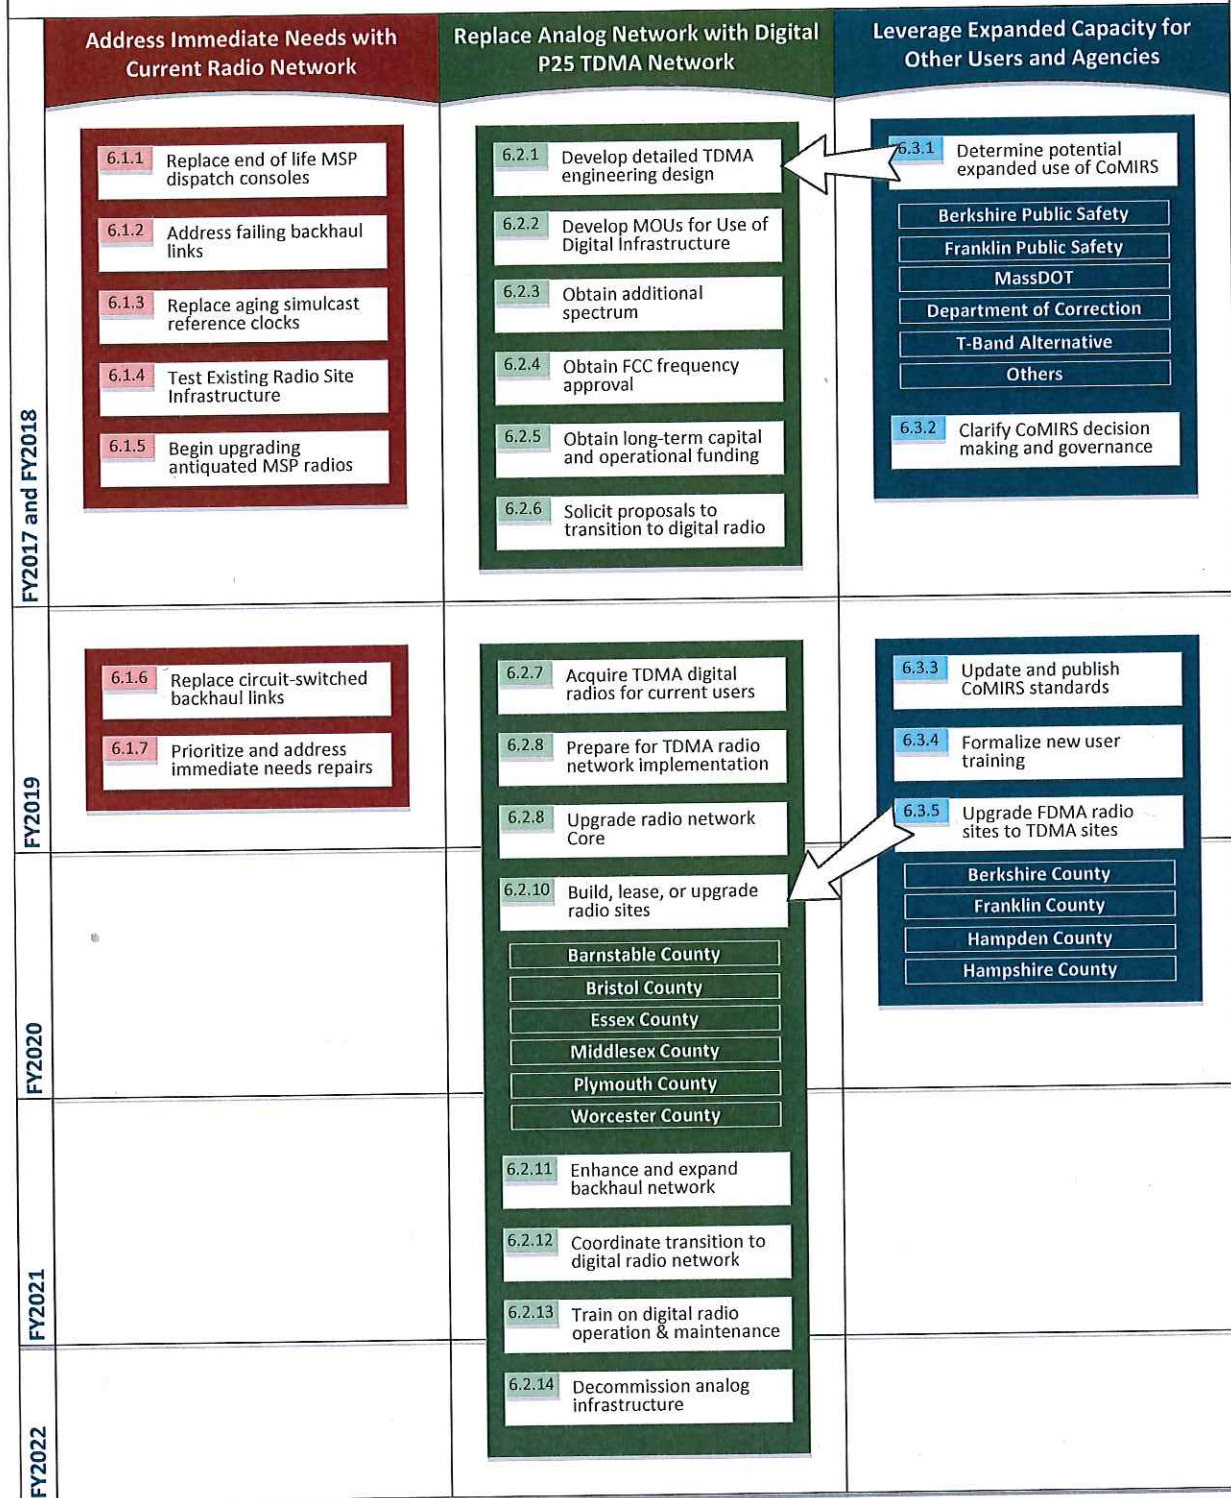 Address Immediate Needs with
Current Radio Network
Replace Analog Network with Digital
P25 TDMA Network
Leverage Expanded Capacity for
Other Users and Agencies
FY2017 and FY2018
6.1.1 Replace end of life MSP
dispatch consoles
6.1.2 Address failing backhaul
links
6.1.3 Replace aging simulcast
reference clocks
6.1.4 Test Existing Radio Site
Infrastructure
6.1.5 Begin upgrading
antiquated MSP radios
6.2.1 Develop detailed TDMA
engineering design
6.2.2 Develop MOUs for Use of
Digital Infrastructure
6.2.3 Obtain additional
spectrum
6.2.4 Obtain FCC frequency
approval
6.2.5 Obtain long-term capital
and operational funding
6.2.6 Solicit proposals to
transition to digital radio
6.3.1 Determine potential
expanded use of CoMIRS
Berkshire Public Safety
Franklin Public Safety
MassDOT
Department of Correction
T-Band Alternative
Others
6.3.2 Clarify CoMIRS decision
making and governance
FY2019
6.1.6 Replace circuit-switched
backhaul links
6.1.7 Prioritize and address
immediate needs repairs
6.2.7 Acquire TDMA digital
radios for current users
6.2.8 Prepare for TDMA radio
network implementation
6.2.8 Upgrade radio network
Core
6.2.10 Build, lease, or upgrade
radio sites
Barnstable County
Bristol County
Essex County
Middlesex County
Plymouth County
Worcester County
6.2.11 Enhance and expand
backhaul network
6.2.12 Coordinate transition to
digital radio network
6.2.13 Train on digital radio
operation & maintenance
6.2.14 Decommission analog
infrastructure
6.3.3 Update and publish
CoMIRS standards
6.3.4 Formalize new user
training
6.3.5 Upgrade FDMA radio
sites to TDMA sites
Berkshire County
Franklin County
Hampden County
Hampshire County
FY2020
FY2021
FY2022